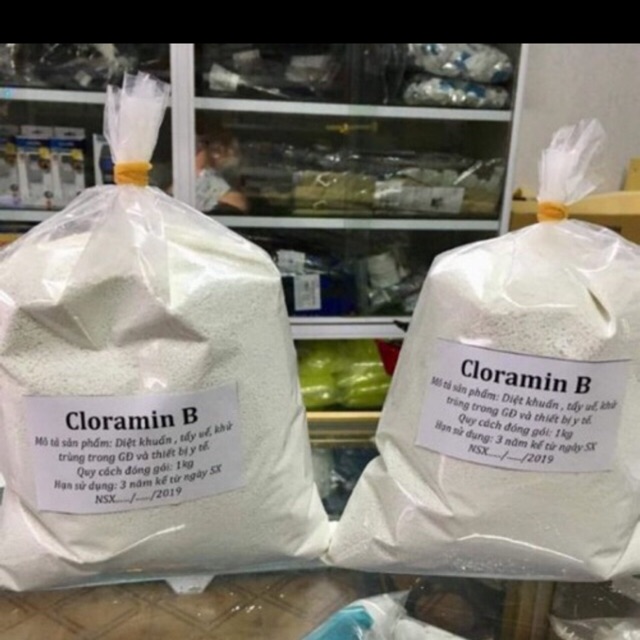 Cloramin B
Mô tả sản phẩm: Diệt khuẩn , tẩy uế, khử
trùng trong GĐ và thiết bị y tế.
Quy cách đóng gói: 1kg
Hạn sử dụng: 3 năm kể từ ngày SX
NSX...../...../2019
Cloramin B
Mô tả sản phẩm: Diệt khuẩn , tẩy uế, khử
trùng trong GĐ và thiết bị y tế.
Quy cách đóng gói: 1kg
Hạn sử dụng: 3 năm kể từ ngày SX
NSX...../...../2019